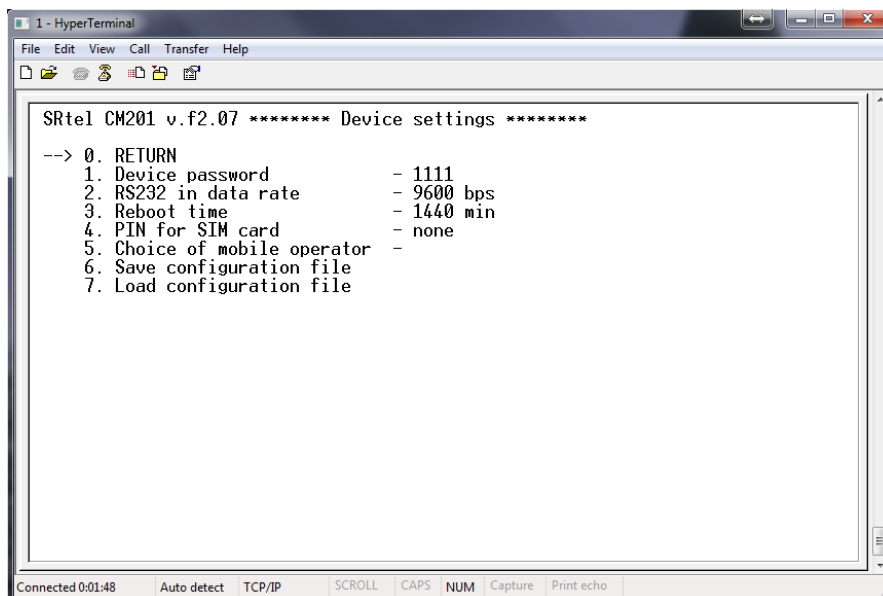 1 - HyperTerminal
File Edit View Call Transfer Help
SRtel CM201 v.f2.07 ******** Device settings ********
--> 0. RETURN
1. Device password - 1111
2. RS232 in data rate - 9600 bps
3. Reboot time - 1440 min
4. PIN for SIM card - none
5. Choice of mobile operator -
6. Save configuration file
7. Load configuration file
Connected 0:01:48 Auto detect TCP/IP SCROLL CAPS NUM Capture Print echo